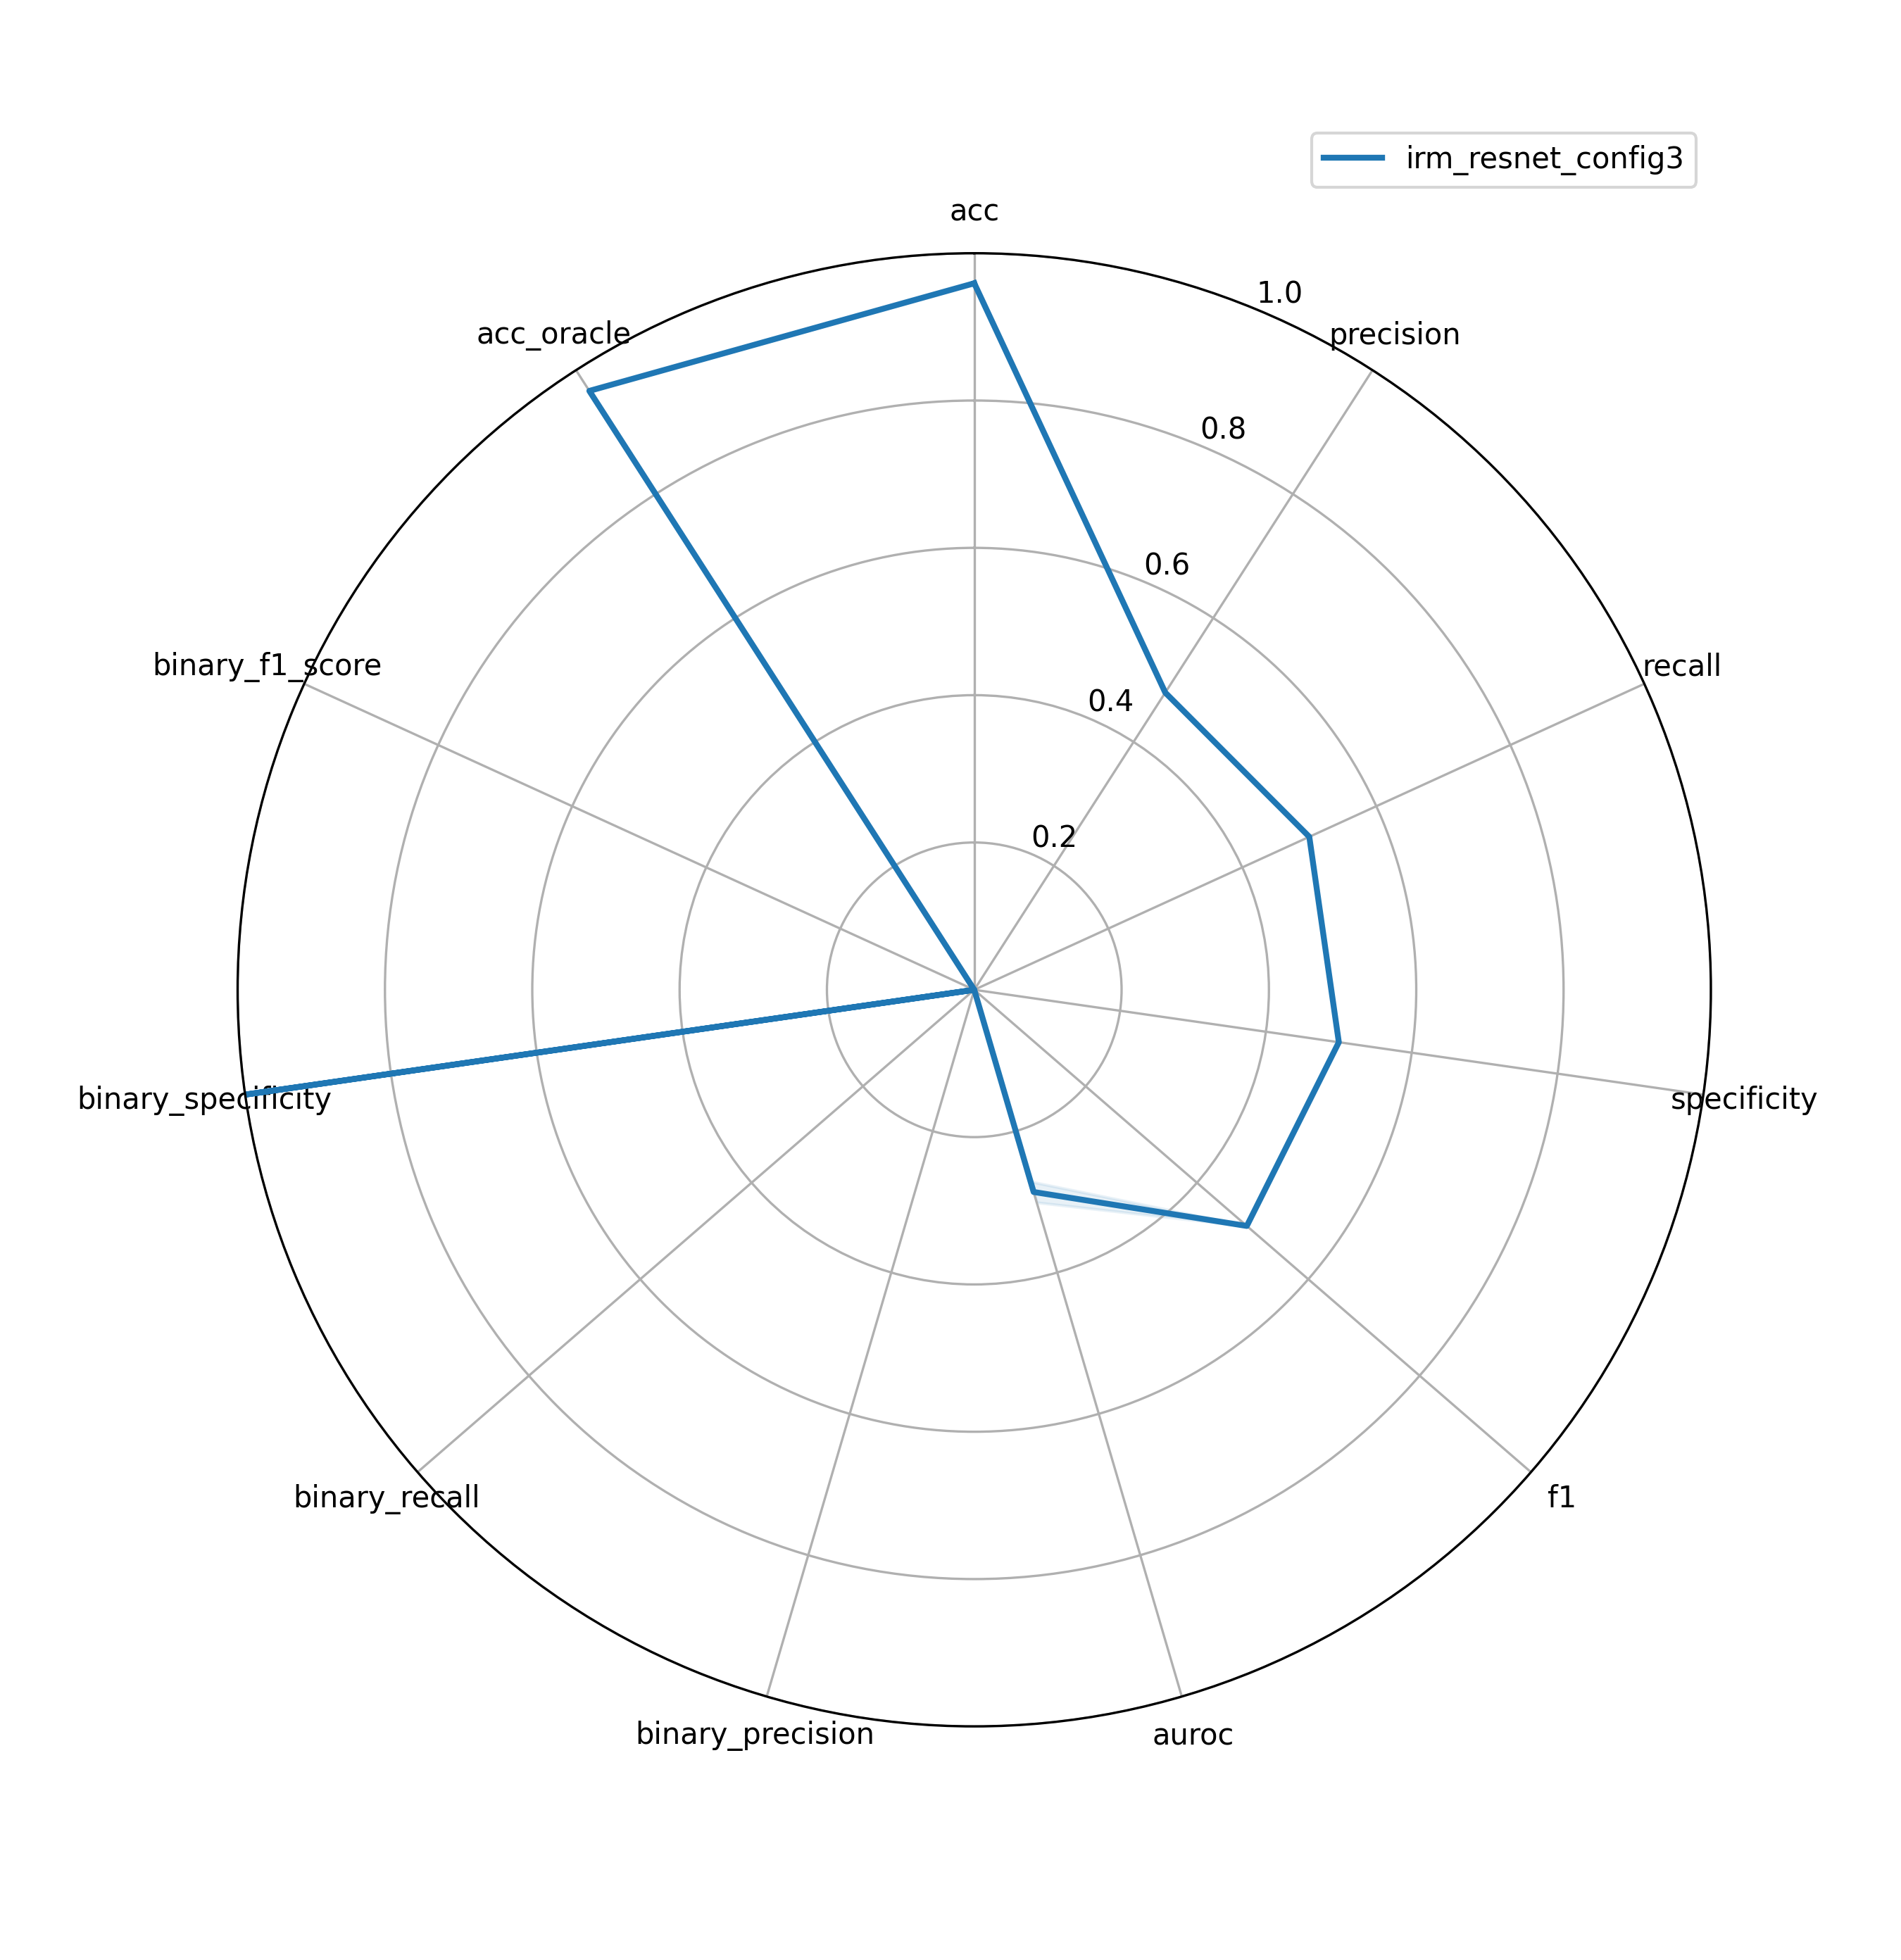 irm_resnet_config3
acc
1.0
acc_oracle
precision
0.8
0.6
binary_f1_score
recall
0.4
0.2
binary_specificity
specificity
binary_recall
f1
binary_precision
auroc